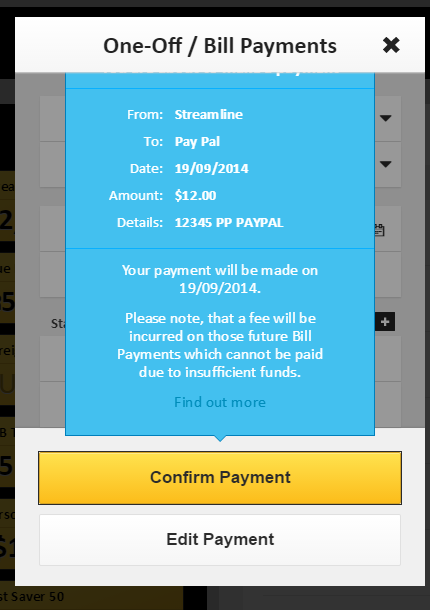 One-Off / Bill Payments
From: Streamline
To: Pay Pal
Date: 19/09/2014
Amount: $12.00
Details: 12345 PP PAYPAL
Your payment will be made on
19/09/2014.
Please note, that a fee will be
incurred on those future Bill
Payments which cannot be paid
due to insufficient funds.
Find out more
Confirm Payment
Edit Payment
st Saver 50